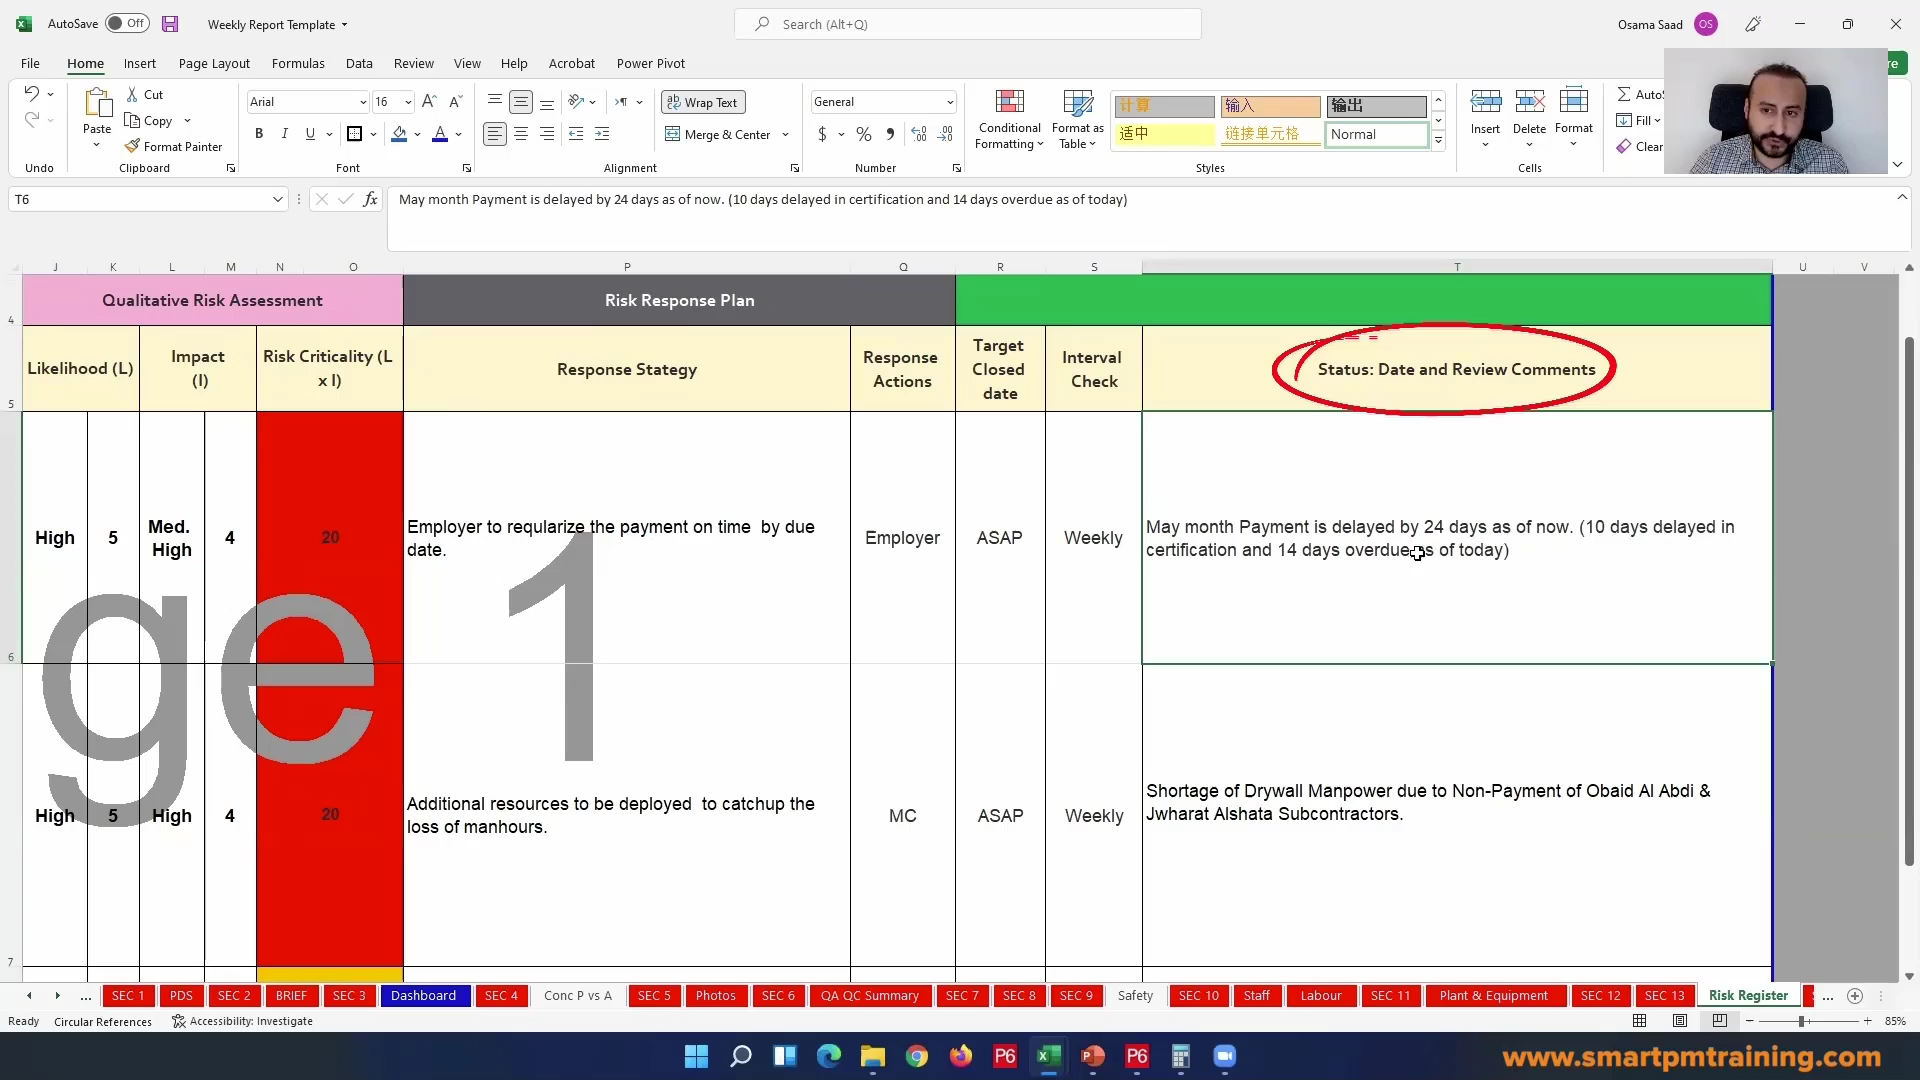 AutoSave Off Weekly Report Template Search (Alt+Q) Osama Saad OS
File Home Insert Page Layout Formulas Data Review View Help Acrobat Power Pivot
Undo
Paste
Cut
Copy
Format Painter
Clipboard
Arial 16
B I U A
Font
Wrap Text
Merge & Center
Alignment
General
$ %
Number
Conditional Formatting
Format as Table
计算 输入 输出
适中 链接单元格 Normal
Styles
Insert Delete Format
Cells
Fill
Clear
T6 fx May month Payment is delayed by 24 days as of now. (10 days delayed in certification and 14 days overdue as of today)
J K L M N O P Q R S T U V
4
Qualitative Risk Assessment Risk Response Plan
5
Likelihood (L)
Impact
(I)
Risk Criticality (L
x I)
Response Stategy
Response
Actions
Target
Closed
date
Interval
Check
Status: Date and Review Comments
6
High 5
Med.
High
4 20
Employer to reqularize the payment on time by due
date.
Employer ASAP Weekly
May month Payment is delayed by 24 days as of now. (10 days delayed in
certification and 14 days overdue as of today)
ge 1
7
High 5 High 4 20
Additional resources to be deployed to catchup the
loss of manhours.
MC ASAP Weekly
Shortage of Drywall Manpower due to Non-Payment of Obaid Al Abdi &
Jwharat Alshata Subcontractors.
... SEC 1 PDS SEC 2 BRIEF SEC 3 Dashboard SEC 4 Conc P vs A SEC 5 Photos SEC 6 QA QC Summary SEC 7 SEC 8 SEC 9 Safety SEC 10 Staff Labour SEC 11 Plant & Equipment SEC 12 SEC 13 Risk Register ...
Ready Circular References Accessibility: Investigate 85%
P6 P6
www.smartpmtraining.com